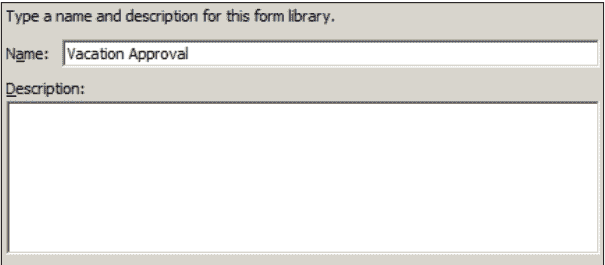 Type a name and description for this form library.
Name: Vacation Approval
Description: